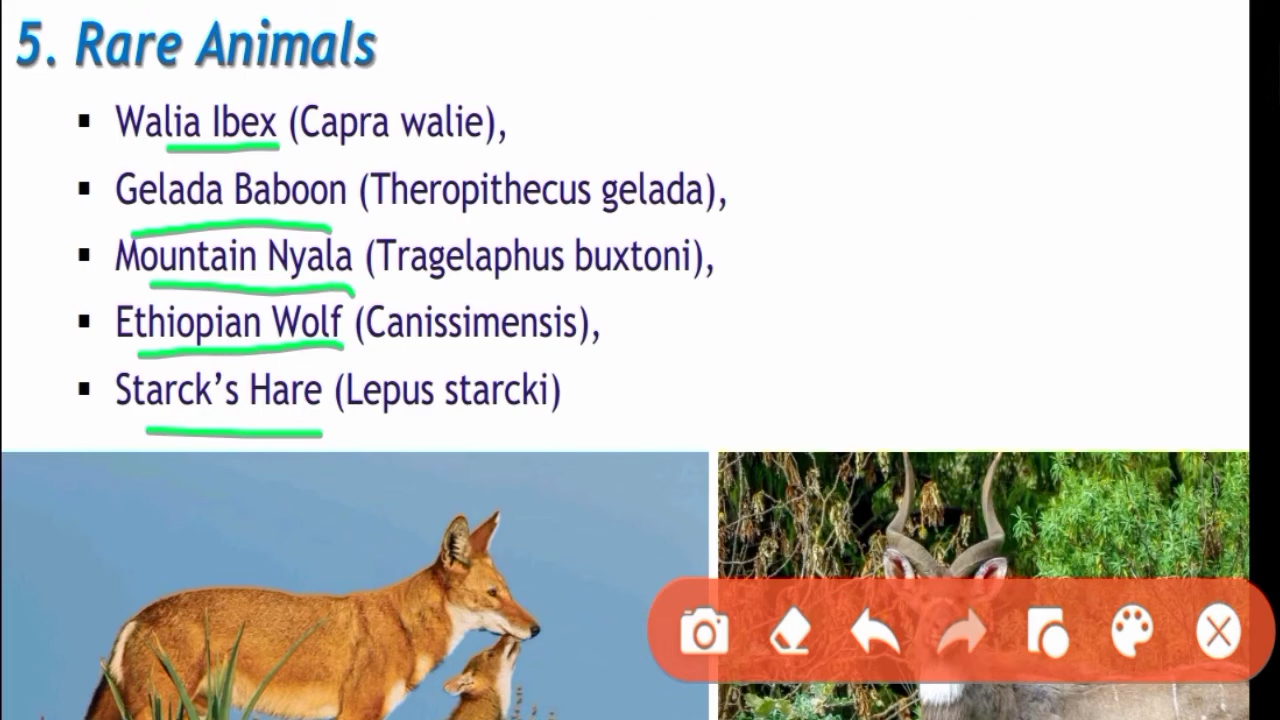 5. Rare Animals
▪ Walia Ibex (Capra walie),
▪ Gelada Baboon (Theropithecus gelada),
▪ Mountain Nyala (Tragelaphus buxtoni),
▪ Ethiopian Wolf (Canissimensis),
▪ Starck’s Hare (Lepus starcki)